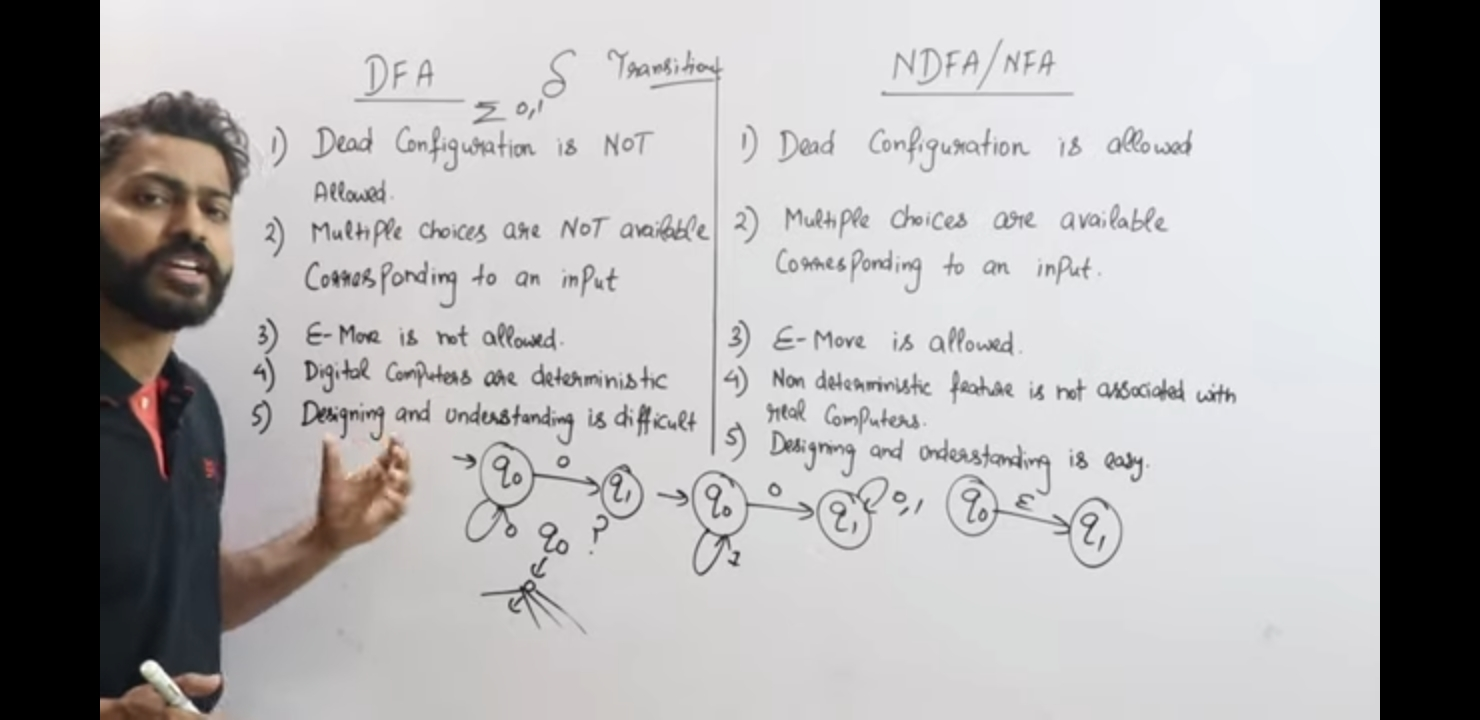 DFA
δ Transition
Σ 0,1
1) Dead Configuration is NOT
Allowed.
2) Multiple choices are NOT available
Corresponding to an input
3) ε-Move is not allowed.
4) Digital Computers are deterministic
5) Designing and understanding is difficult
NDFA/NFA
1) Dead Configuration is allowed
2) Multiple choices are available
Corresponding to an input.
3) ε-Move is allowed.
4) Non deterministic feature is not associated with
real Computers.
5) Designing and understanding is easy.
q₀ 0 q₁
0
q₀ ?
q₀ 0 q₁ 0,1
1
q₀ ε q₁